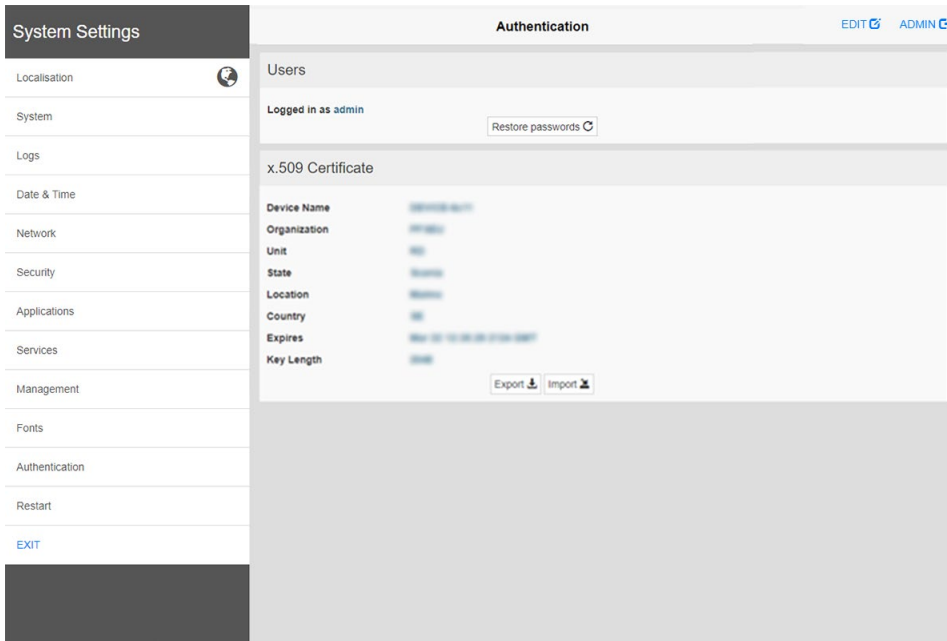 System Settings
Localisation
System
Logs
Date & Time
Network
Security
Applications
Services
Management
Fonts
Authentication
Restart
EXIT
Authentication
EDIT ADMIN
Users
Logged in as admin
Restore passwords
x.509 Certificate
Device Name
Organization
Unit
State
Location
Country
Expires
Key Length
Export Import